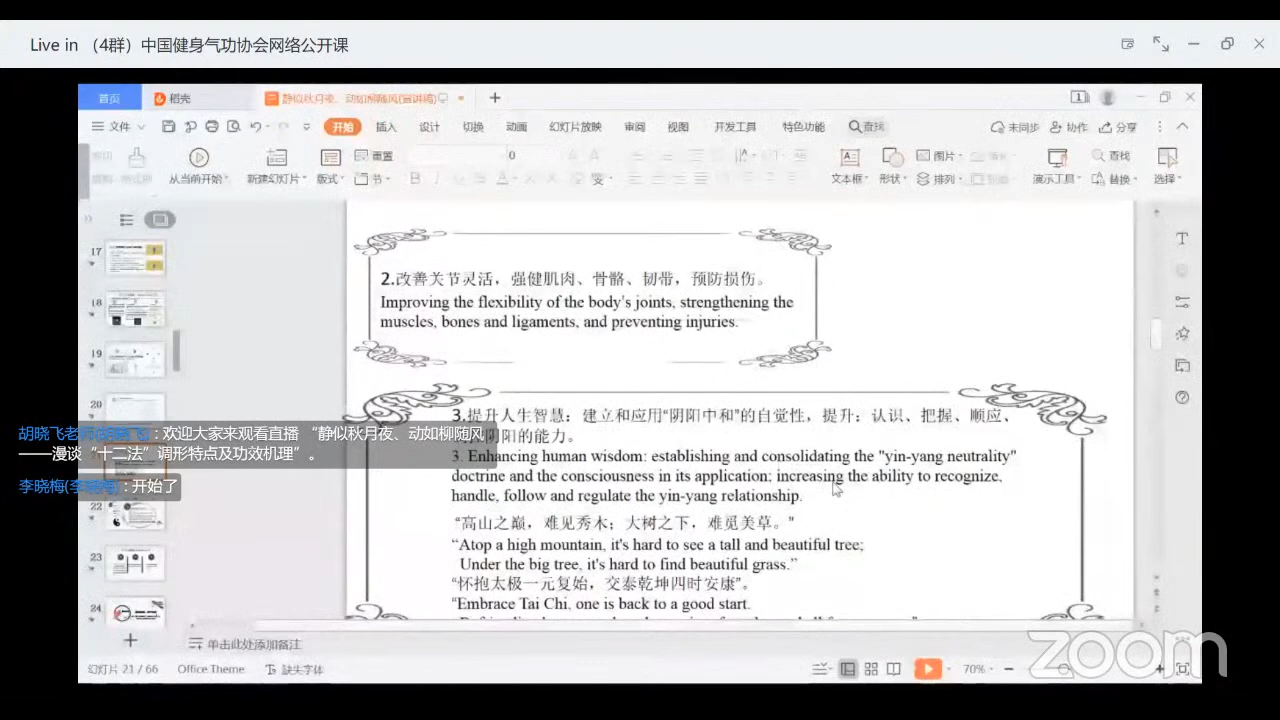 Live in （4群）中国健身气功协会网络公开课
首页 稻壳 静似秋月夜、动如柳随风(宣讲稿)
文件 开始 插入 设计 切换 动画 幻灯片放映 审阅 视图 开发工具 特色功能 查找 未同步 协作 分享
重置 0 图片 查找
从当前开始 新建幻灯片 版式 节 文本框 形状 排列 演示工具 替换 选择
17
18
19
20
22
23
24
2.改善关节灵活，强健肌肉、骨骼、韧带，预防损伤。
Improving the flexibility of the body's joints, strengthening the
muscles, bones and ligaments, and preventing injuries.
3.提升人生智慧：建立和应用“阴阳中和”的自觉性，提升：认识、把握、顺应、
阴阳的能力。
3. Enhancing human wisdom: establishing and consolidating the "yin-yang neutrality"
doctrine and the consciousness in its application; increasing the ability to recognize,
handle, follow and regulate the yin-yang relationship.
“高山之巅，难见秀木；大树之下，难觅美草。”
“Atop a high mountain, it's hard to see a tall and beautiful tree;
Under the big tree, it's hard to find beautiful grass.”
“怀抱太极一元复始，交泰乾坤四时安康”。
“Embrace Tai Chi, one is back to a good start.
: 欢迎大家来观看直播 “静似秋月夜、动如柳随风
——漫谈“十二法”调形特点及功效机理”。
李晓梅(李晓梅) : 开始了
单击此处添加备注
幻灯片 21 / 66 Office Theme 缺失字体 70%
zoom